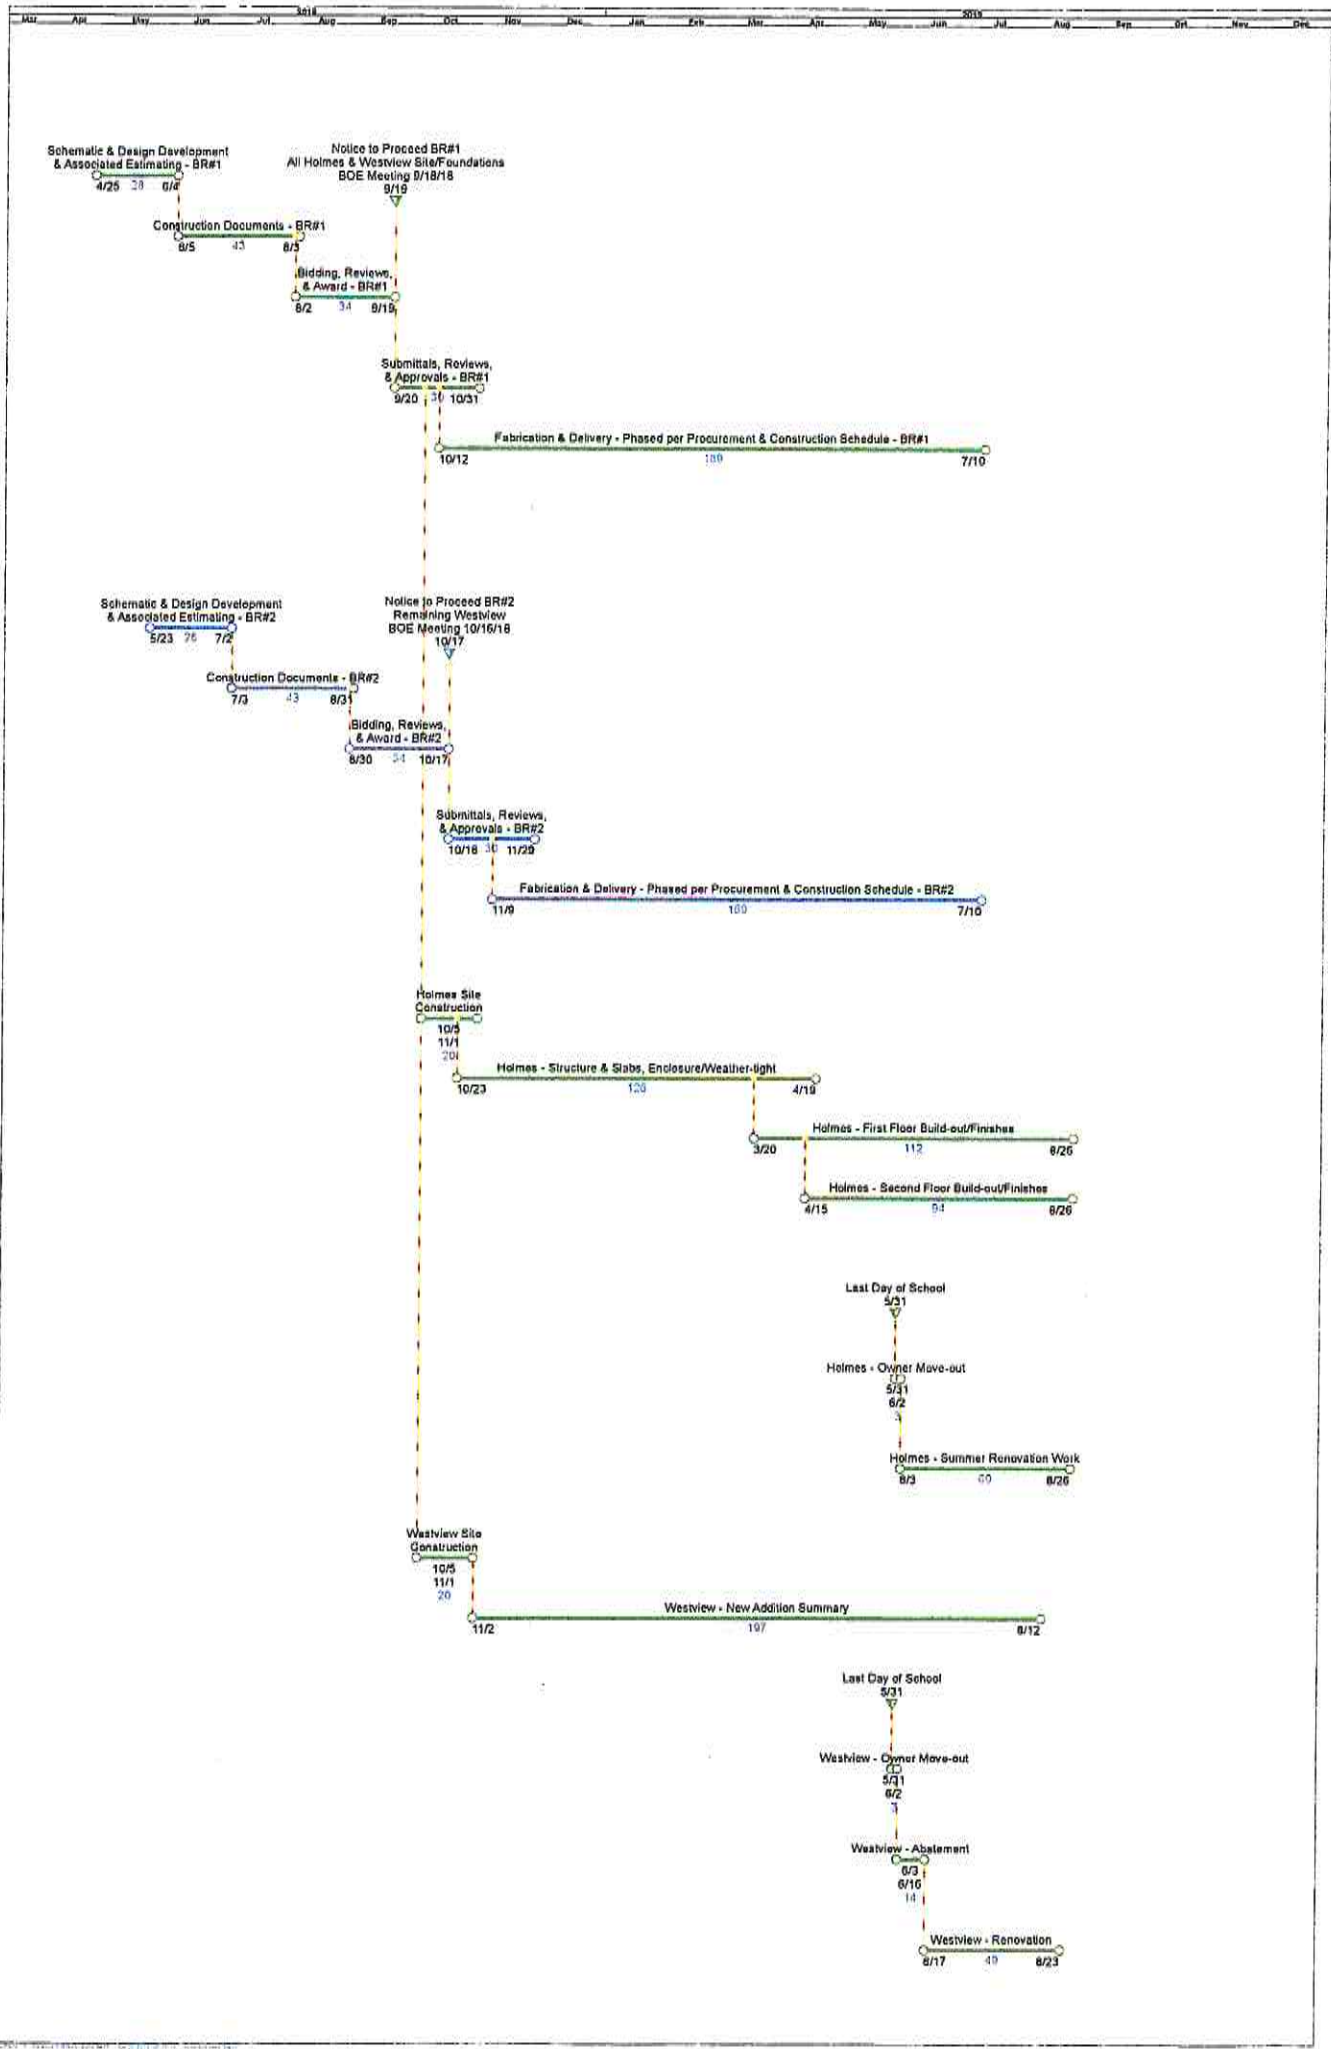 2018
2019
Mar Apr May Jun Jul Aug Sep Oct Nov Dec Jan Feb Mar Apr May Jun Jul Aug Sep Oct Nov Dec
Schematic & Design Development
& Associated Estimating - BR#1
4/25 28 6/4
Notice to Proceed BR#1
All Holmes & Westview Site/Foundations
BOE Meeting 9/18/18
9/19
Construction Documents - BR#1
6/5 43 8/3
Bidding, Reviews,
& Award - BR#1
8/2 34 9/19
Submittals, Reviews,
& Approvals - BR#1
9/20 30 10/31
Fabrication & Delivery - Phased per Procurement & Construction Schedule - BR#1
10/12 189 7/10
Schematic & Design Development
& Associated Estimating - BR#2
5/23 28 7/2
Notice to Proceed BR#2
Remaining Westview
BOE Meeting 10/16/18
10/17
Construction Documents - BR#2
7/3 43 8/31
Bidding, Reviews,
& Award - BR#2
8/30 34 10/17
Submittals, Reviews,
& Approvals - BR#2
10/18 30 11/29
Fabrication & Delivery - Phased per Procurement & Construction Schedule - BR#2
11/9 169 7/10
Holmes Site
Construction
10/5
11/1
20
Holmes - Structure & Slabs, Enclosure/Weather-tight
10/23 126 4/19
Holmes - First Floor Build-out/Finishes
3/20 112 8/26
Holmes - Second Floor Build-out/Finishes
4/15 94 8/26
Last Day of School
5/31
Holmes - Owner Move-out
5/31
6/2
3
Holmes - Summer Renovation Work
6/3 60 8/26
Westview Site
Construction
10/5
11/1
20
Westview - New Addition Summary
11/2 197 8/12
Last Day of School
5/31
Westview - Owner Move-out
5/31
6/2
3
Westview - Abatement
6/3
6/16
14
Westview - Renovation
6/17 49 8/23